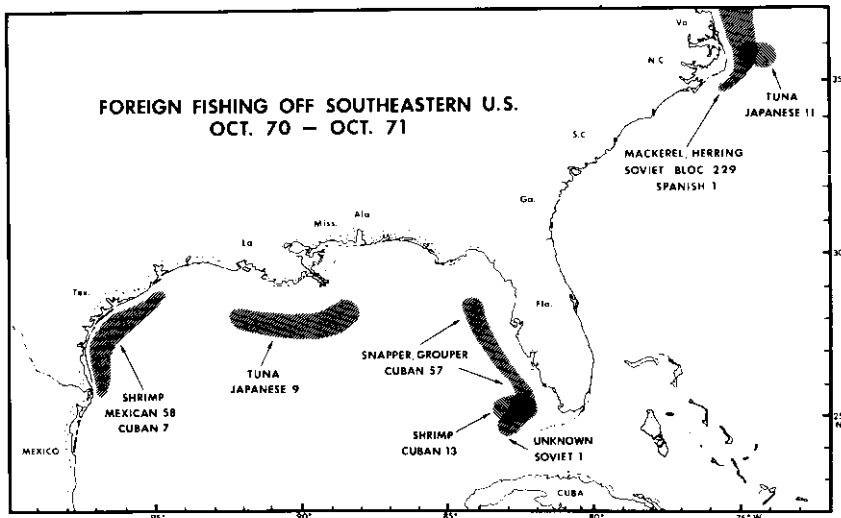 FOREIGN FISHING OFF SOUTHEASTERN U.S.
OCT. 70 — OCT. 71
Va
N.C
35
TUNA
JAPANESE 11
S.C
MACKEREL, HERRING
SOVIET BLOC 229
SPANISH 1
Ga.
Ala
Miss.
La
30
Tex.
Fla.
SNAPPER, GROUPER
CUBAN 57
TUNA
JAPANESE 9
SHRIMP
MEXICAN 58
CUBAN 7
25
SHRIMP
CUBAN 13
UNKNOWN
SOVIET 1
MEXICO
CUBA
95°
90°
85°
80°
75° W